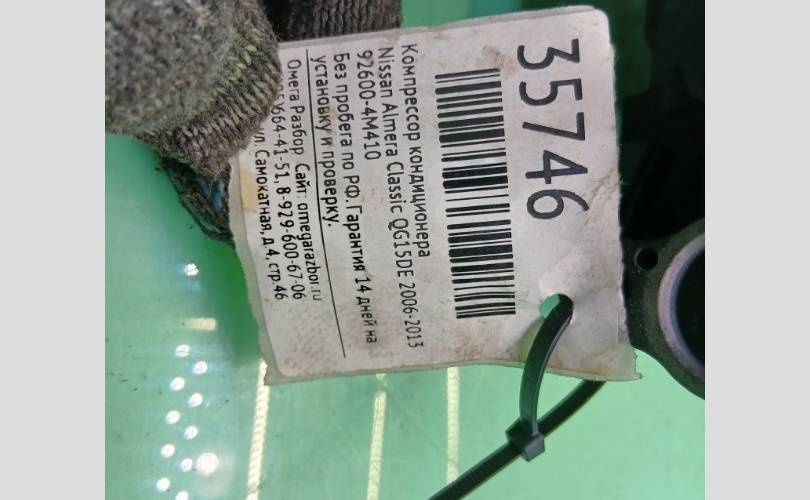 35746
Компрессор кондиционера
Nissan Almera Classic QG15DE 2006-2013
92600-4M410
Без пробега по РФ.Гарантия 14 дней на
установку и проверку.
Омега Разбор Сайт: omegarazbor.ru
5)664-41-51, 8-929-600-67-06
ул. Самокатная, д.4, стр.46